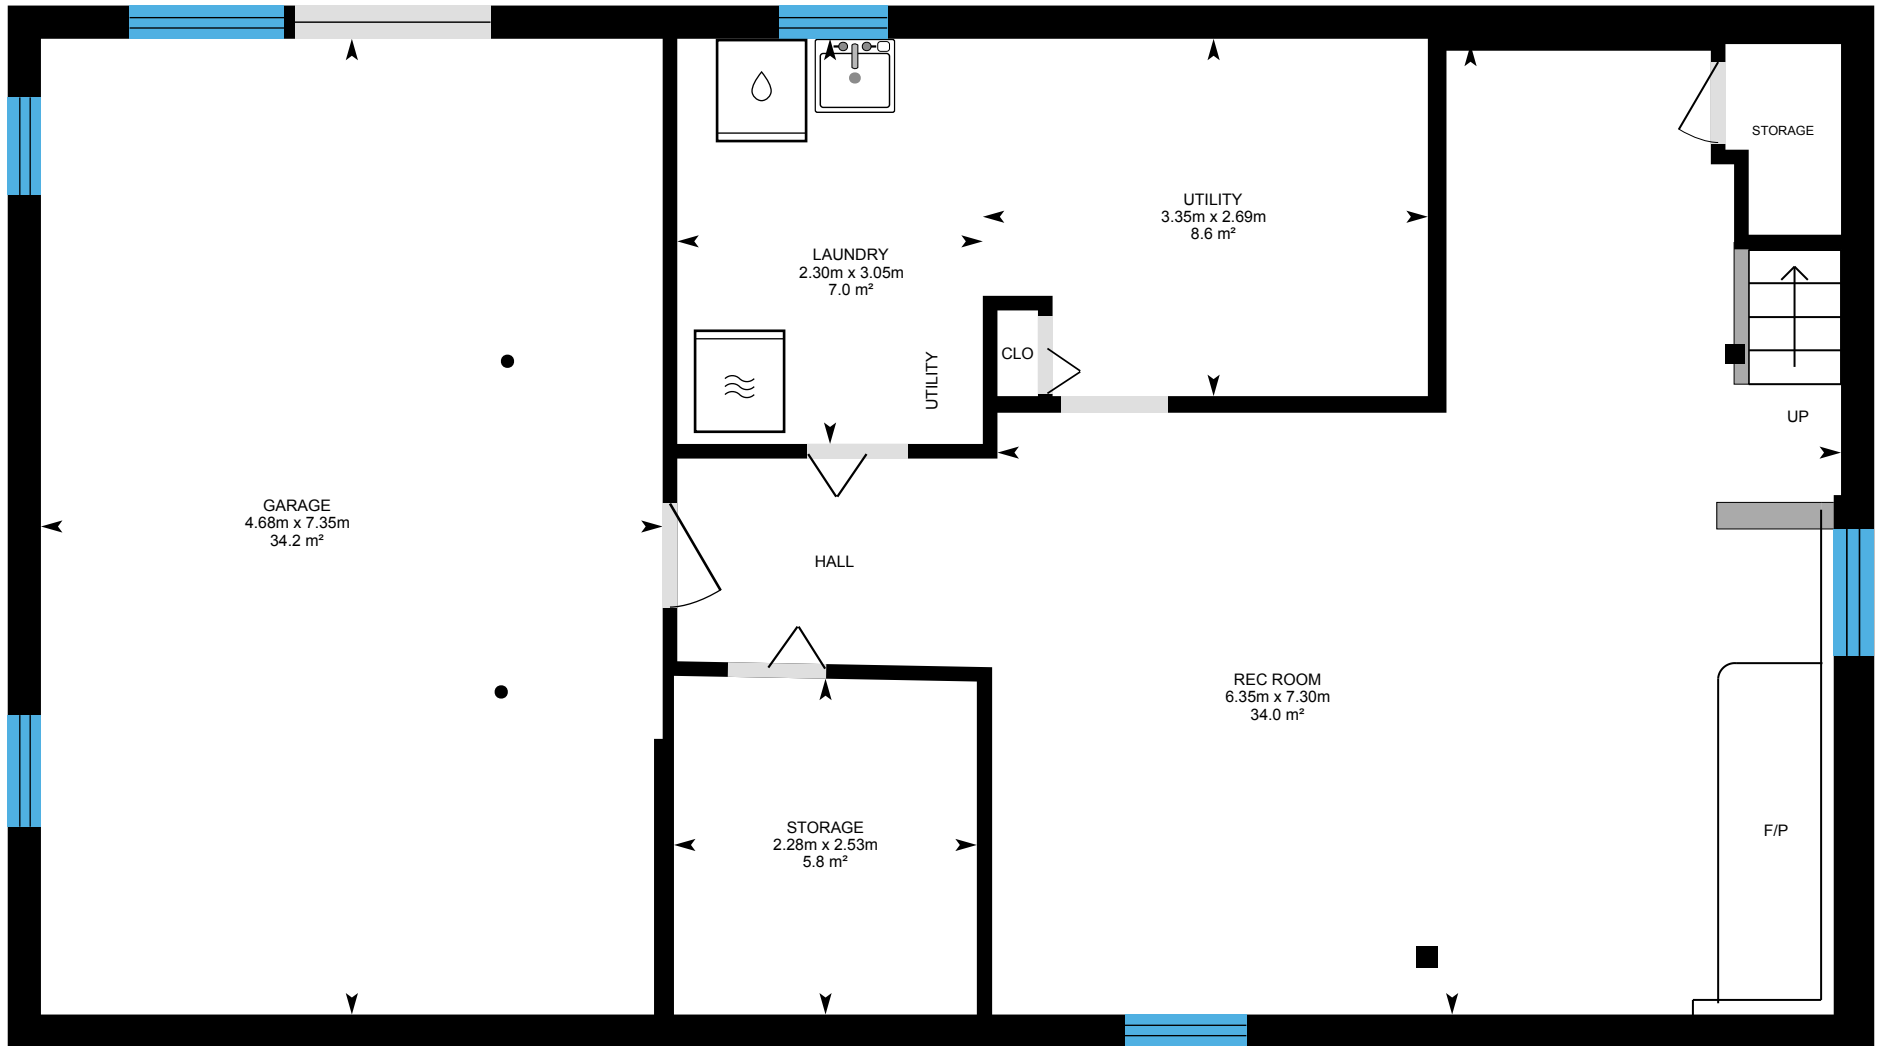 STORAGE
UTILITY
3.35m x 2.69m
8.6 m²
LAUNDRY
2.30m x 3.05m
7.0 m²
CLO
UTILITY
UP
GARAGE
4.68m x 7.35m
34.2 m²
HALL
REC ROOM
6.35m x 7.30m
34.0 m²
STORAGE
2.28m x 2.53m
5.8 m²
F/P